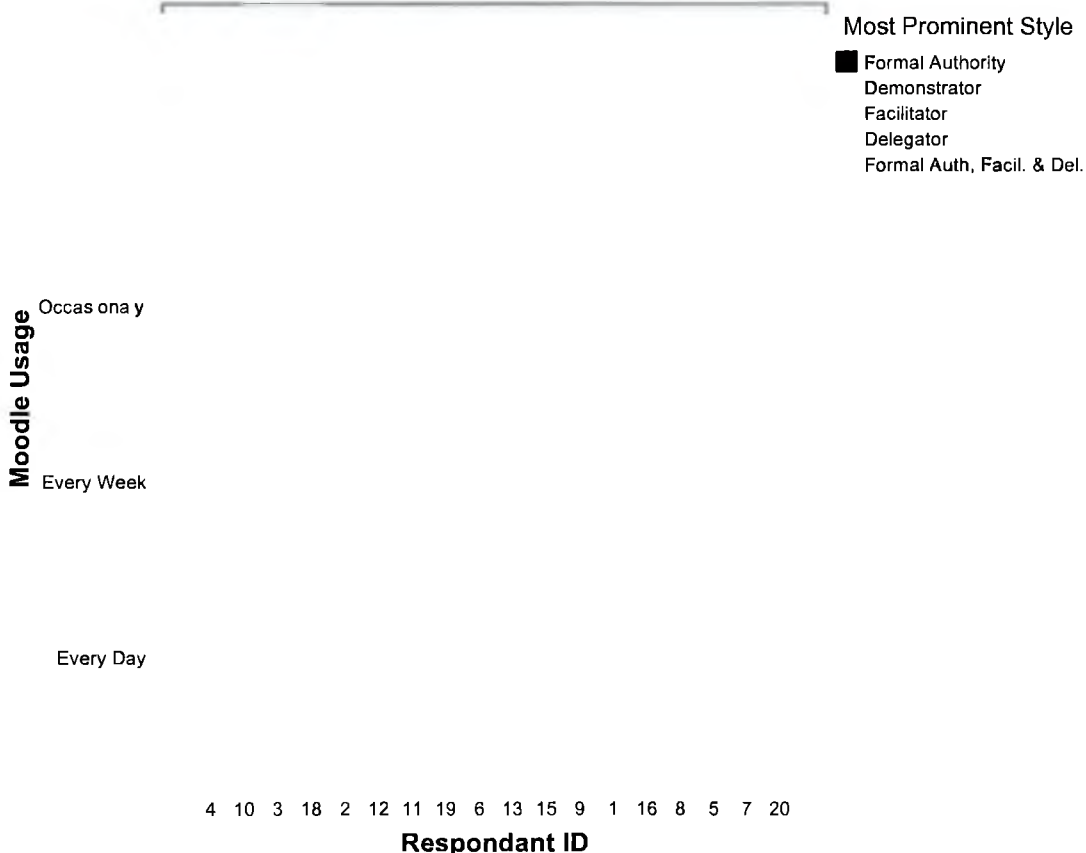 Most Prominent Style
Formal Authority
Demonstrator
Facilitator
Delegator
Formal Auth, Facil. & Del.
Moodle Usage
Occas ona y
Every Week
Every Day
4 10 3 18 2 12 11 19 6 13 15 9 1 16 8 5 7 20
Respondant ID